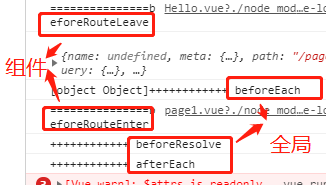 ===============b Hello.vue?./node_mod…e-lo
eforeRouteLeave
组件
{name: undefined, meta: {…}, path: "/page
uery: {…}, …}
[object Object]++++++++++++ beforeEach
===============b page1.vue?./node_mod…e-lo
eforeRouteEnter
全局
++++++++++++ beforeResolve
++++++++++++ afterEach
[Vue warn]: $attrs is readonly.